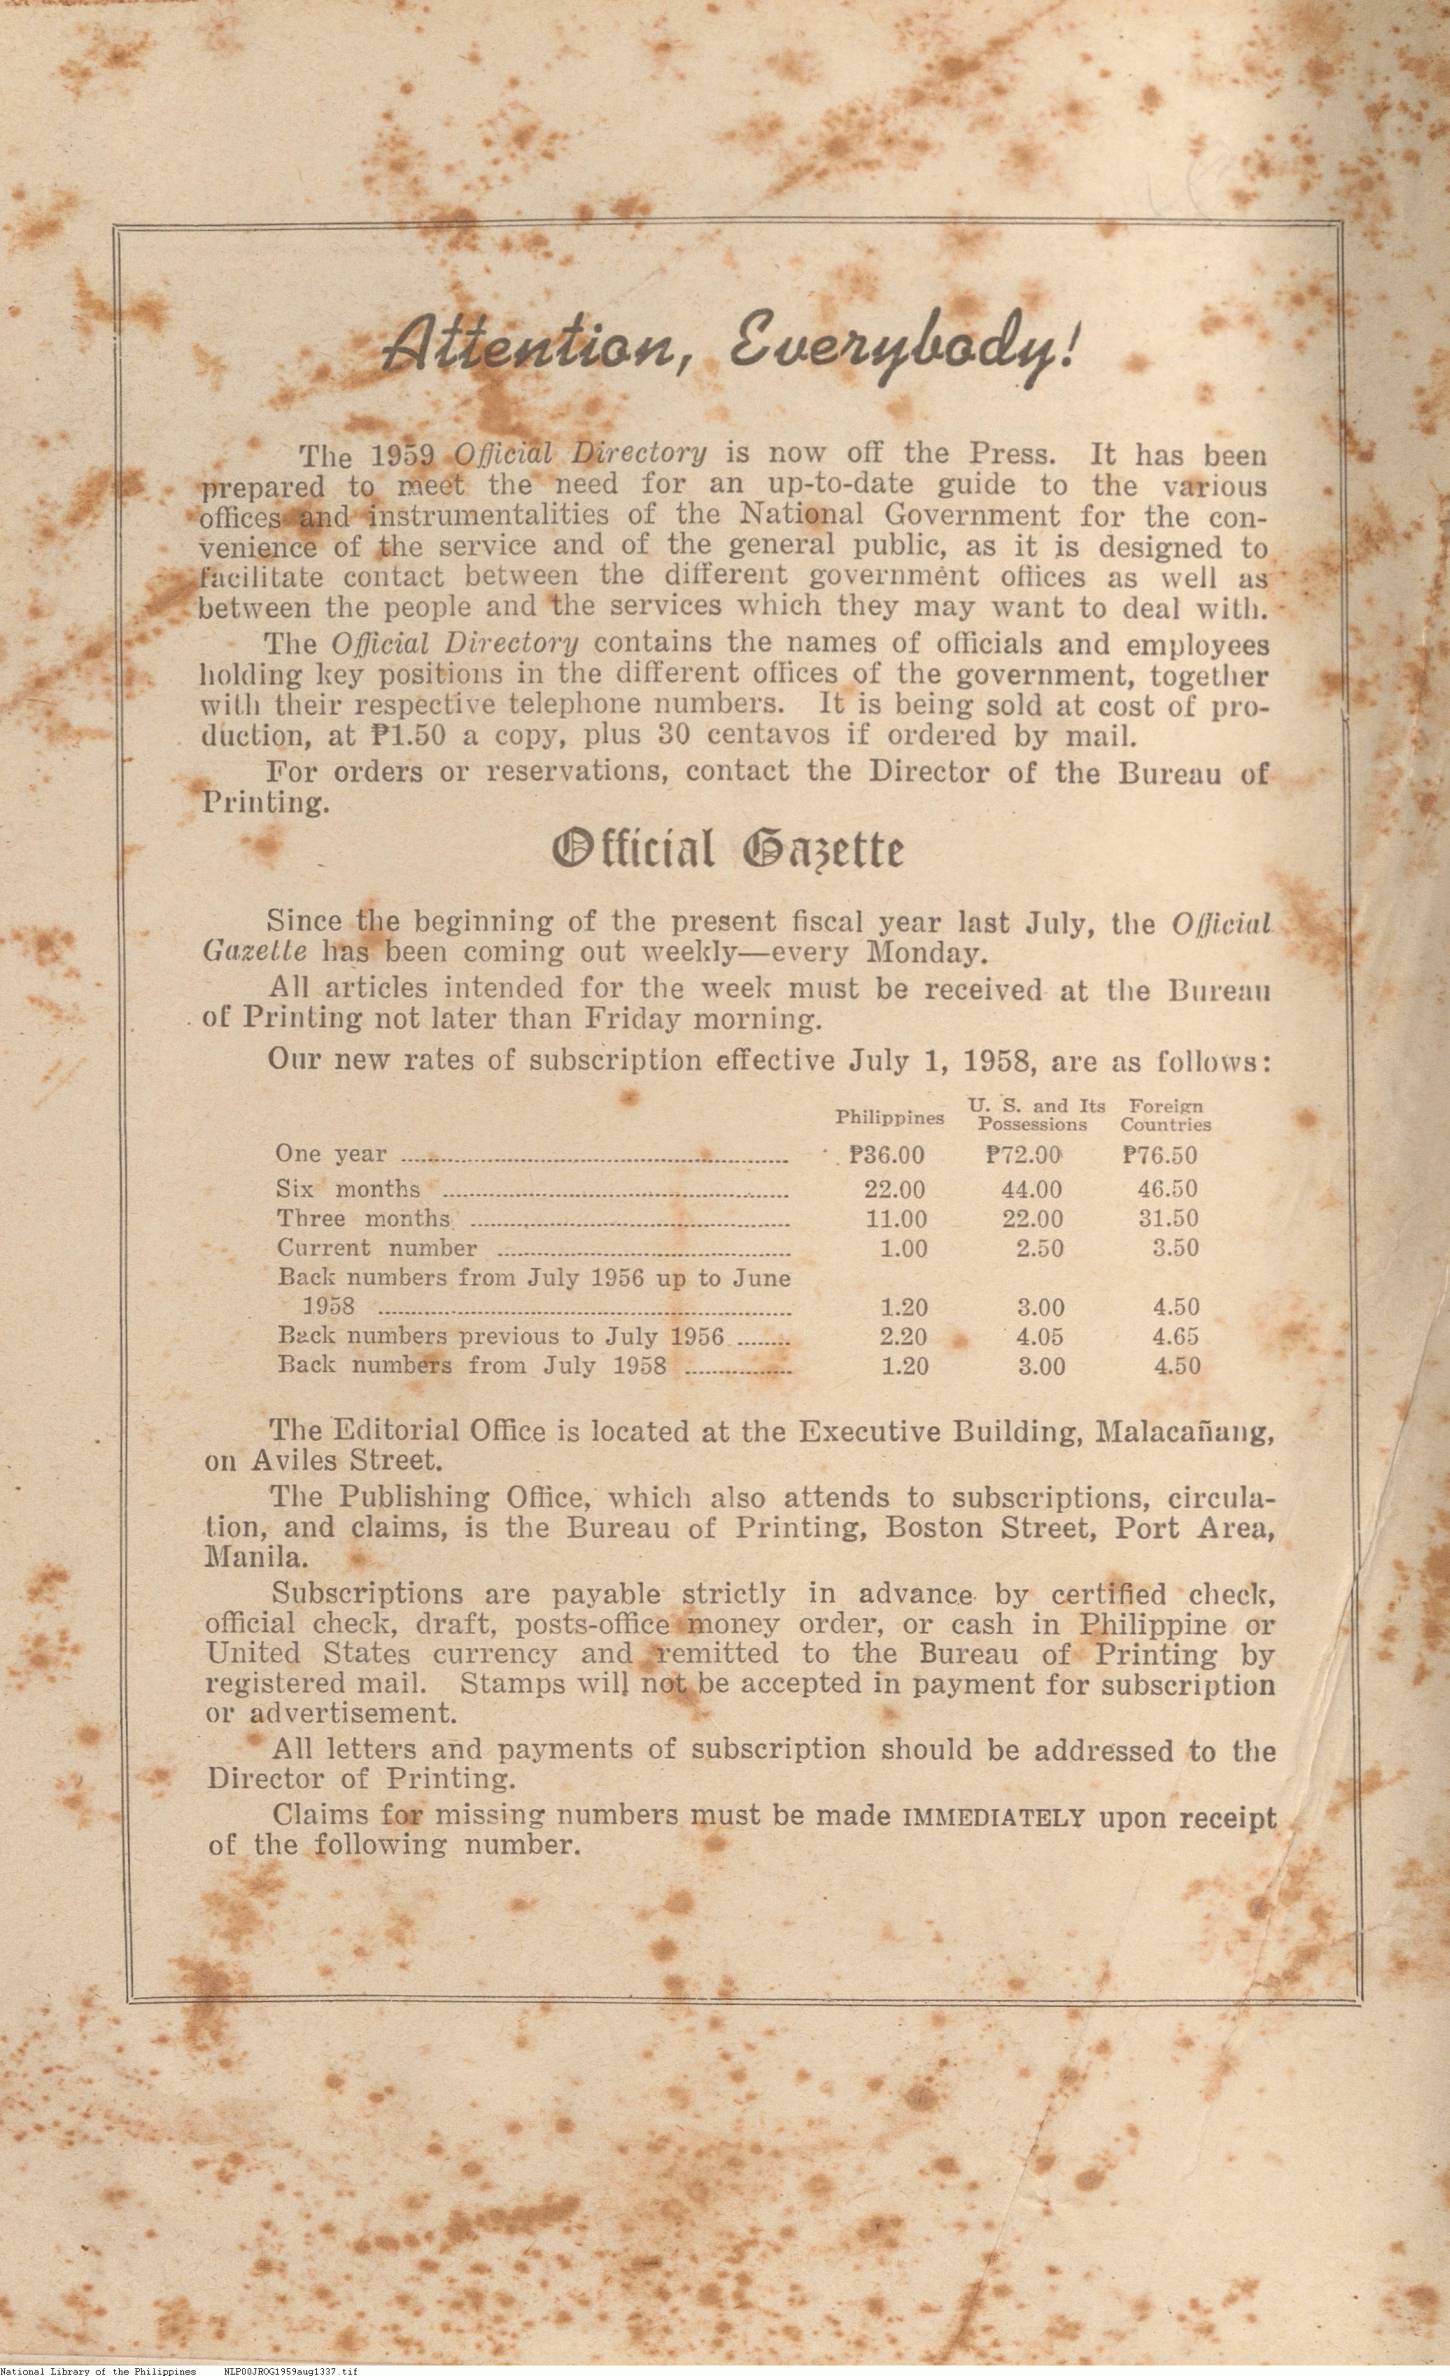 Attention, Everybody!
The 1959 Official Directory is now off the Press. It has been
prepared to meet the need for an up-to-date guide to the various
offices and instrumentalities of the National Government for the con-
venience of the service and of the general public, as it is designed to
facilitate contact between the different government offices as well as
between the people and the services which they may want to deal with.
The Official Directory contains the names of officials and employees
holding key positions in the different offices of the government, together
with their respective telephone numbers. It is being sold at cost of pro-
duction, at ₱1.50 a copy, plus 30 centavos if ordered by mail.
For orders or reservations, contact the Director of the Bureau of
Printing.
Official Gazette
Since the beginning of the present fiscal year last July, the Official
Gazette has been coming out weekly—every Monday.
All articles intended for the week must be received at the Bureau
of Printing not later than Friday morning.
Our new rates of subscription effective July 1, 1958, are as follows:
Philippines U. S. and Its Possessions Foreign Countries
One year ₱36.00 ₱72.00 ₱76.50
Six months 22.00 44.00 46.50
Three months 11.00 22.00 31.50
Current number 1.00 2.50 3.50
Back numbers from July 1956 up to June
1958 1.20 3.00 4.50
Back numbers previous to July 1956 2.20 4.05 4.65
Back numbers from July 1958 1.20 3.00 4.50
The Editorial Office is located at the Executive Building, Malacañang,
on Aviles Street.
The Publishing Office, which also attends to subscriptions, circula-
tion, and claims, is the Bureau of Printing, Boston Street, Port Area,
Manila.
Subscriptions are payable strictly in advance by certified check,
official check, draft, posts-office money order, or cash in Philippine or
United States currency and remitted to the Bureau of Printing by
registered mail. Stamps will not be accepted in payment for subscription
or advertisement.
All letters and payments of subscription should be addressed to the
Director of Printing.
Claims for missing numbers must be made IMMEDIATELY upon receipt
of the following number.
National Library of the Philippines NLP00JROG1959aug1337.tif